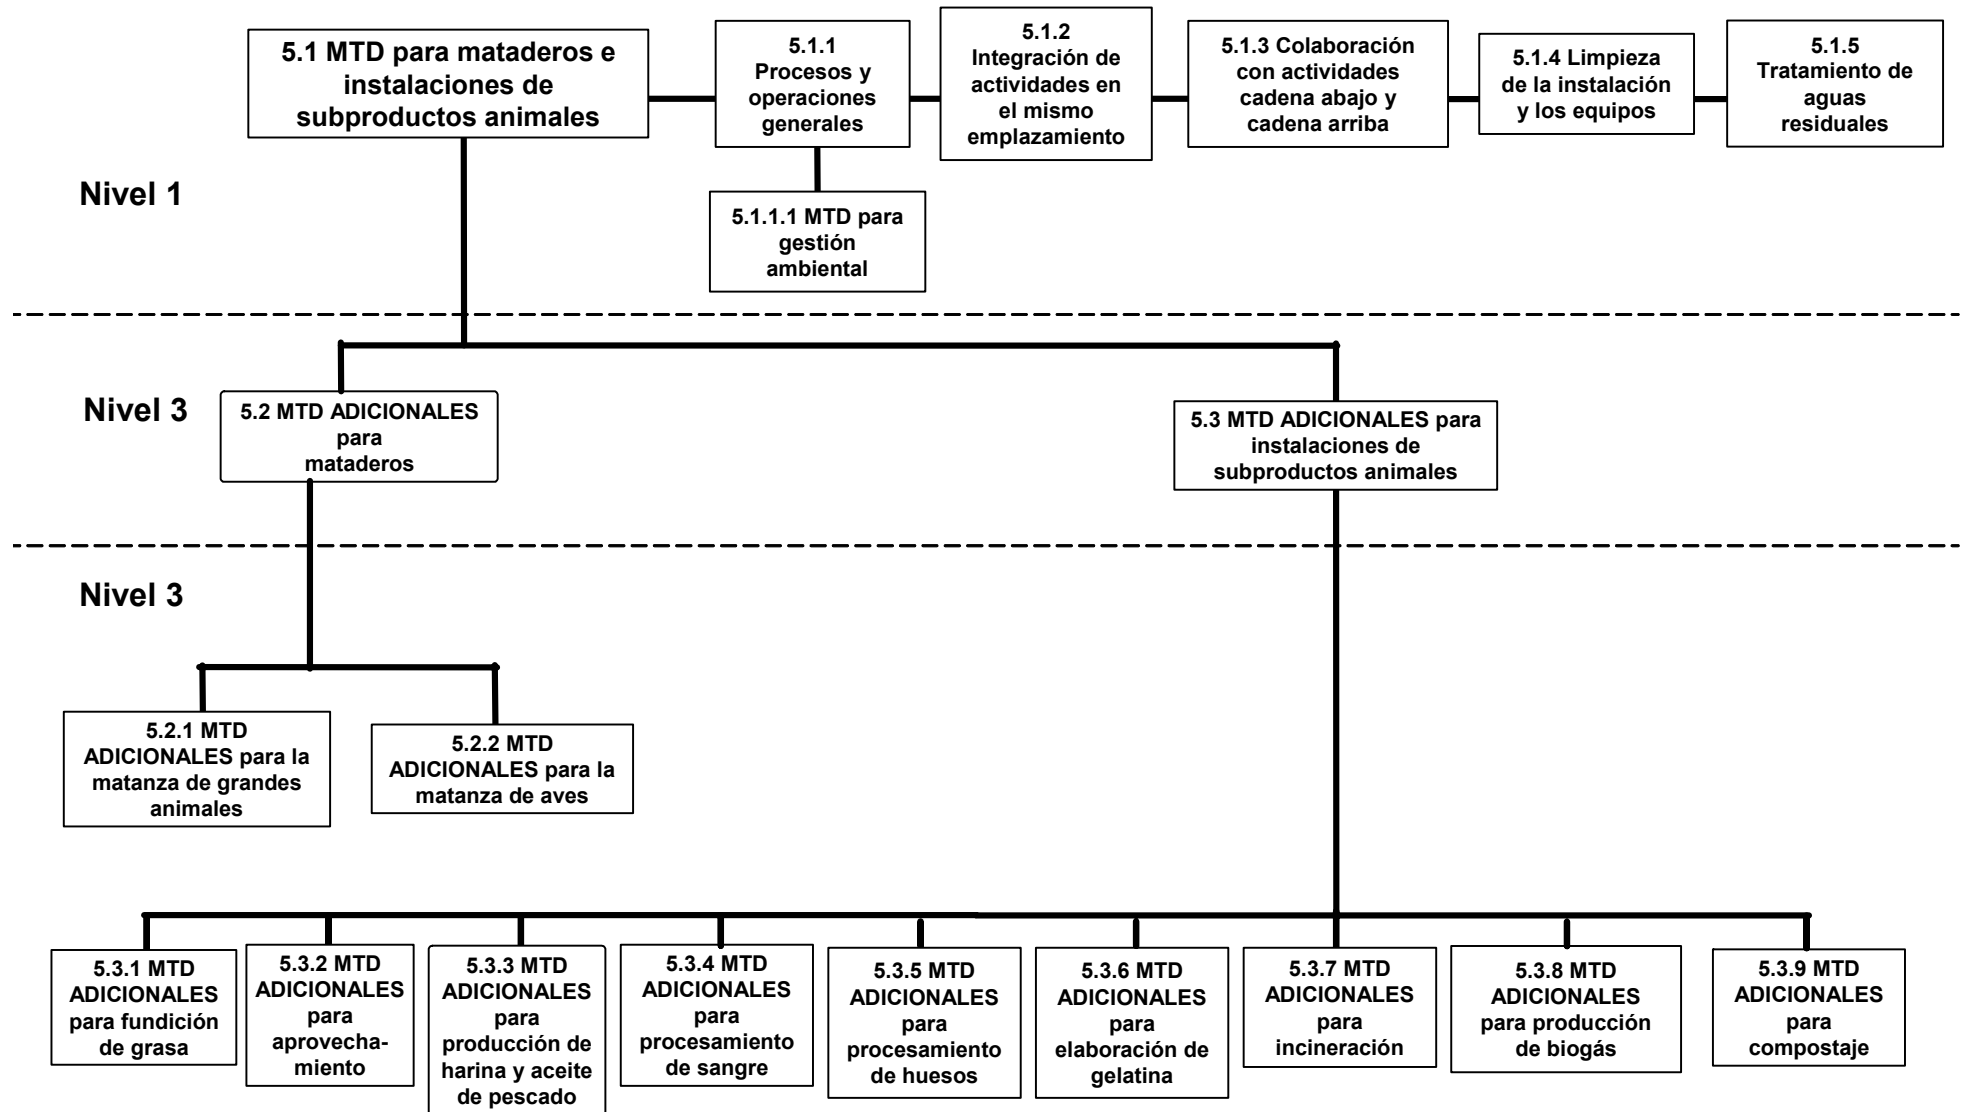 5.1 MTD para mataderos e
instalaciones de
subproductos animales
5.1.1
Procesos y
operaciones
generales
5.1.2
Integración de
actividades en
el mismo
emplazamiento
5.1.3 Colaboración
con actividades
cadena abajo y
cadena arriba
5.1.4 Limpieza
de la instalación
y los equipos
5.1.5
Tratamiento de
aguas
residuales
Nivel 1
5.1.1.1 MTD para
gestión
ambiental
Nivel 3
5.2 MTD ADICIONALES
para
mataderos
5.3 MTD ADICIONALES para
instalaciones de
subproductos animales
Nivel 3
5.2.1 MTD
ADICIONALES para la
matanza de grandes
animales
5.2.2 MTD
ADICIONALES para la
matanza de aves
5.3.1 MTD
ADICIONALES
para fundición
de grasa
5.3.2 MTD
ADICIONALES
para
aprovecha-
miento
5.3.3 MTD
ADICIONALES
para
producción de
harina y aceite
de pescado
5.3.4 MTD
ADICIONALES
para
procesamiento
de sangre
5.3.5 MTD
ADICIONALES
para
procesamiento
de huesos
5.3.6 MTD
ADICIONALES
para
elaboración de
gelatina
5.3.7 MTD
ADICIONALES
para
incineración
5.3.8 MTD
ADICIONALES
para producción
de biogás
5.3.9 MTD
ADICIONALES
para
compostaje